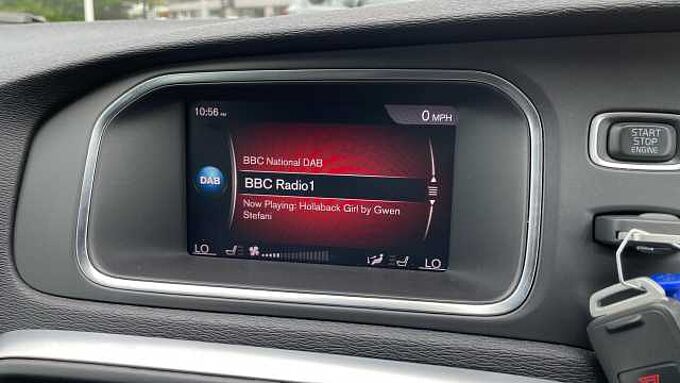 10:56 AM
0 MPH
BBC National DAB
DAB
BBC Radio1
Now Playing: Hollaback Girl by Gwen
Stefani
LO
LO
START
STOP
ENGINE